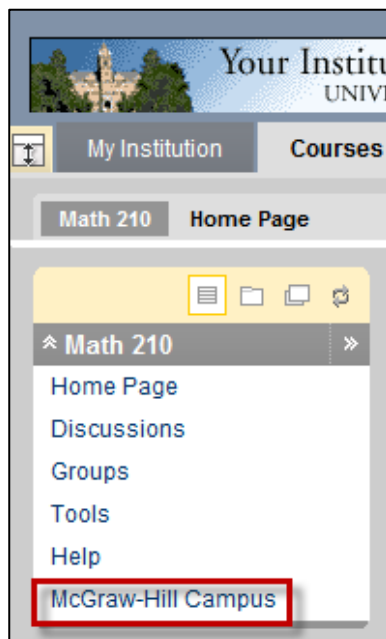 Your Institu
UNIV
My Institution
Courses
Math 210
Home Page
Math 210
Home Page
Discussions
Groups
Tools
Help
McGraw-Hill Campus